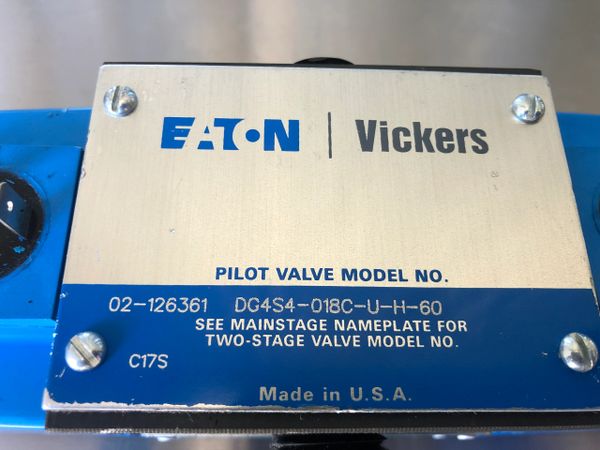 EATON | Vickers
PILOT VALVE MODEL NO.
02-126361 DG4S4-018C-U-H-60
SEE MAINSTAGE NAMEPLATE FOR
TWO-STAGE VALVE MODEL NO.
C17S
Made in U.S.A.